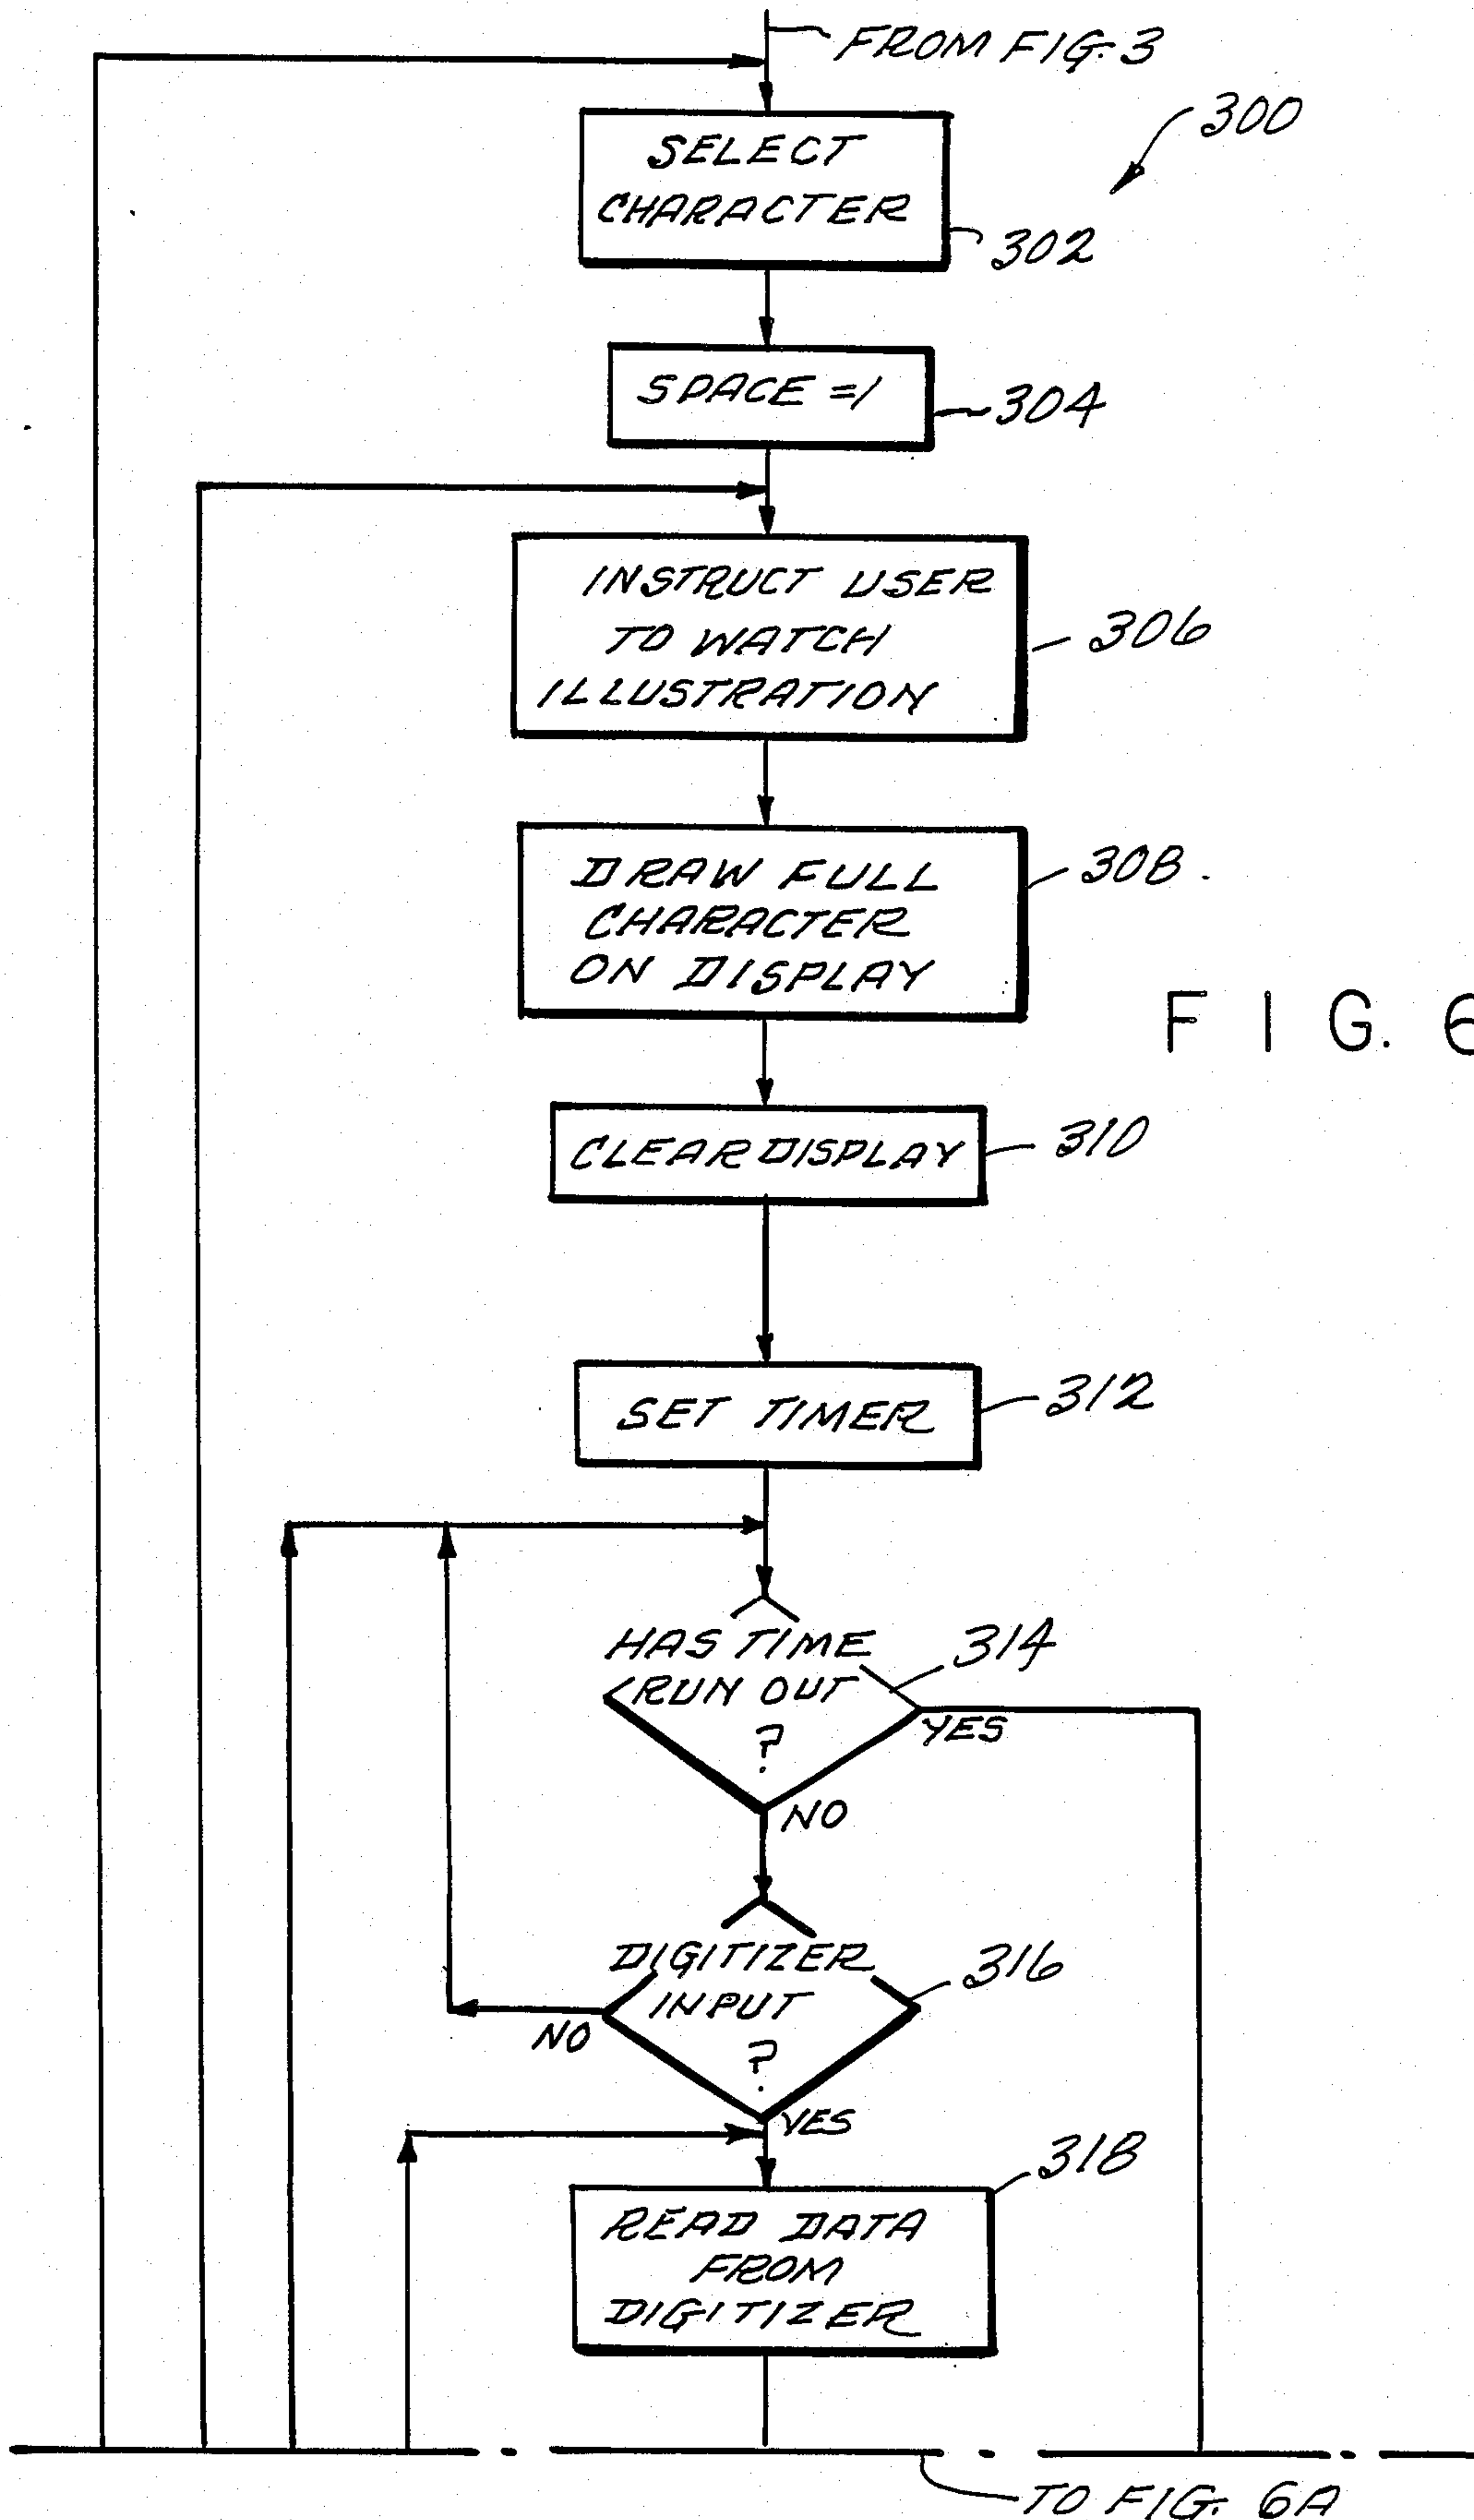 FROM FIG. 3
300
SELECT
CHARACTER
302
SPACE =1
304
INSTRUCT USER
TO WATCH
ILLUSTRATION
306
DRAW FULL
CHARACTER
ON DISPLAY
308
FIG. 6
CLEAR DISPLAY
310
SET TIMER
312
HAS TIME
RUN OUT
?
314
YES
NO
DIGITIZER
INPUT
?
316
NO
YES
318
READ DATA
FROM
DIGITIZER
TO FIG. 6A